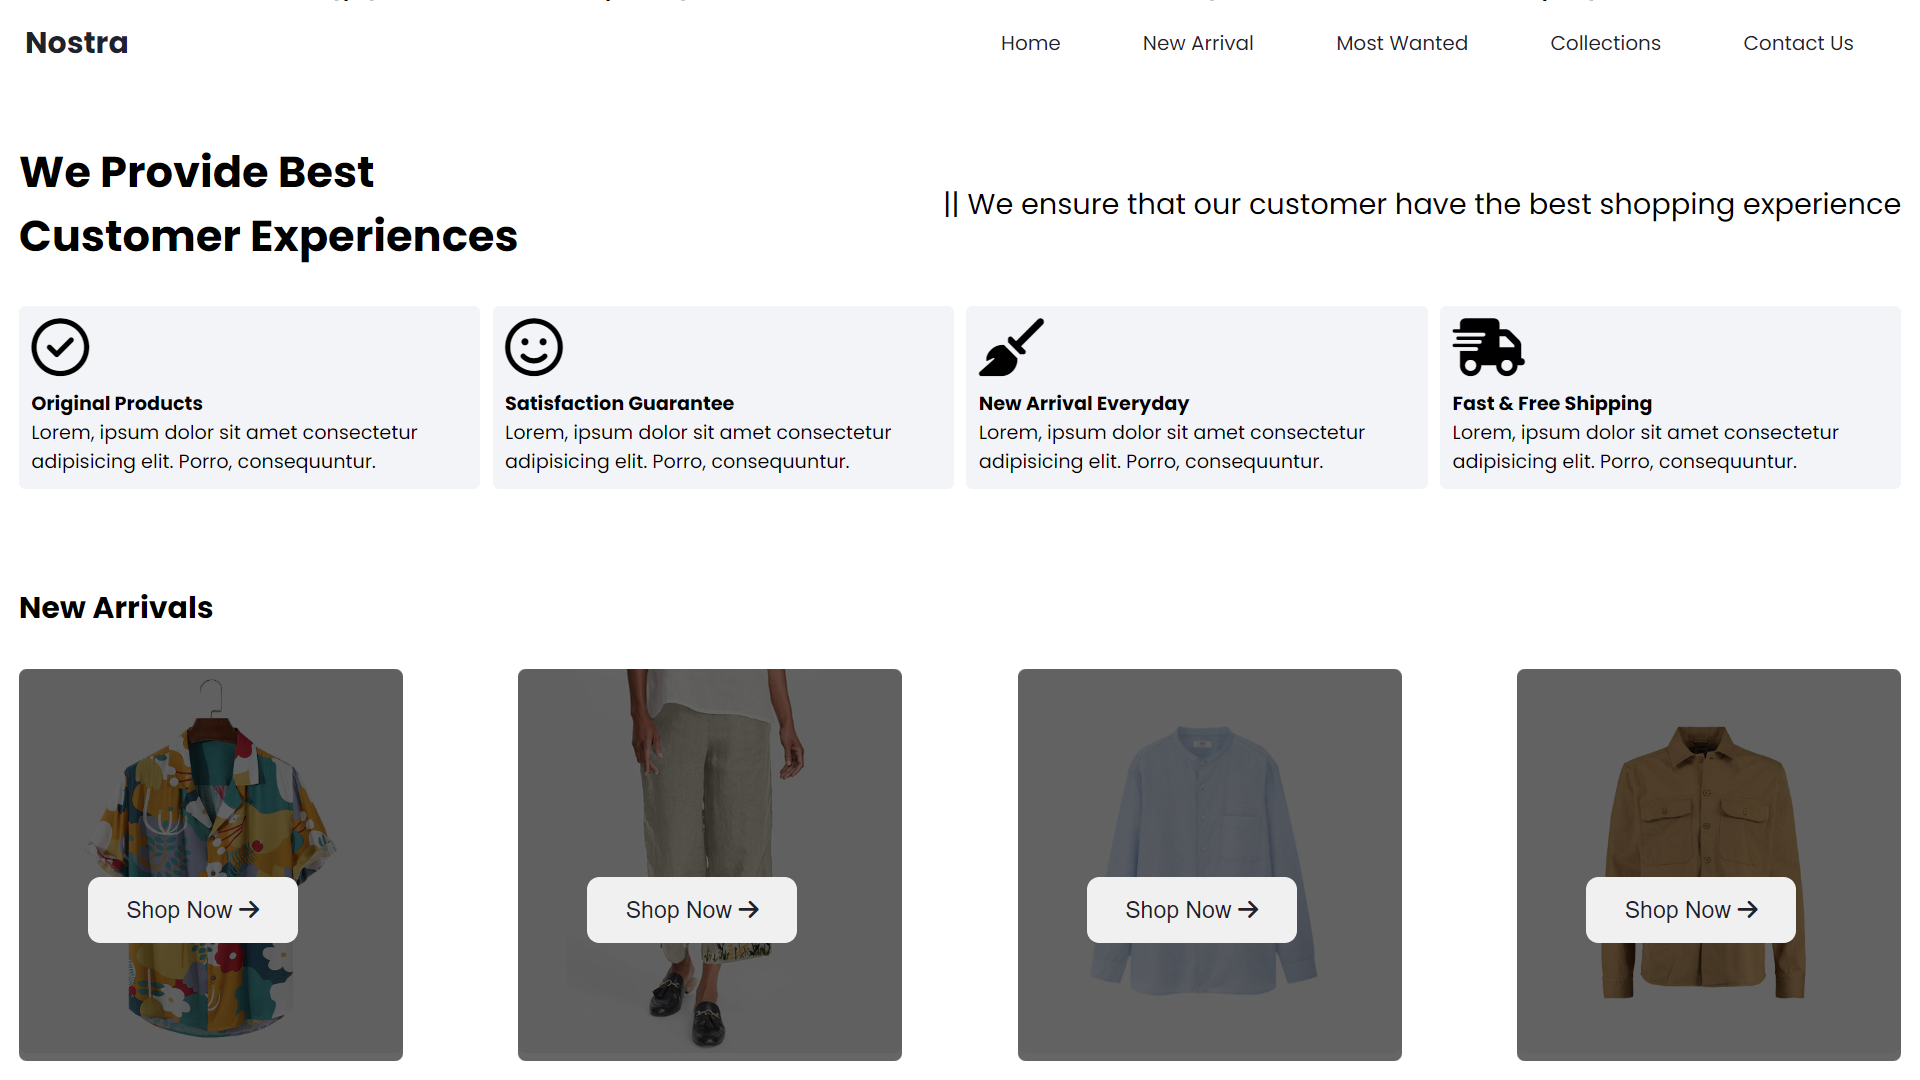 Nostra
Home
New Arrival
Most Wanted
Collections
Contact Us
We Provide Best
Customer Experiences
|| We ensure that our customer have the best shopping experience
Original Products
Lorem, ipsum dolor sit amet consectetur
adipisicing elit. Porro, consequuntur.
Satisfaction Guarantee
Lorem, ipsum dolor sit amet consectetur
adipisicing elit. Porro, consequuntur.
New Arrival Everyday
Lorem, ipsum dolor sit amet consectetur
adipisicing elit. Porro, consequuntur.
Fast & Free Shipping
Lorem, ipsum dolor sit amet consectetur
adipisicing elit. Porro, consequuntur.
New Arrivals
Shop Now
Shop Now
Shop Now
Shop Now